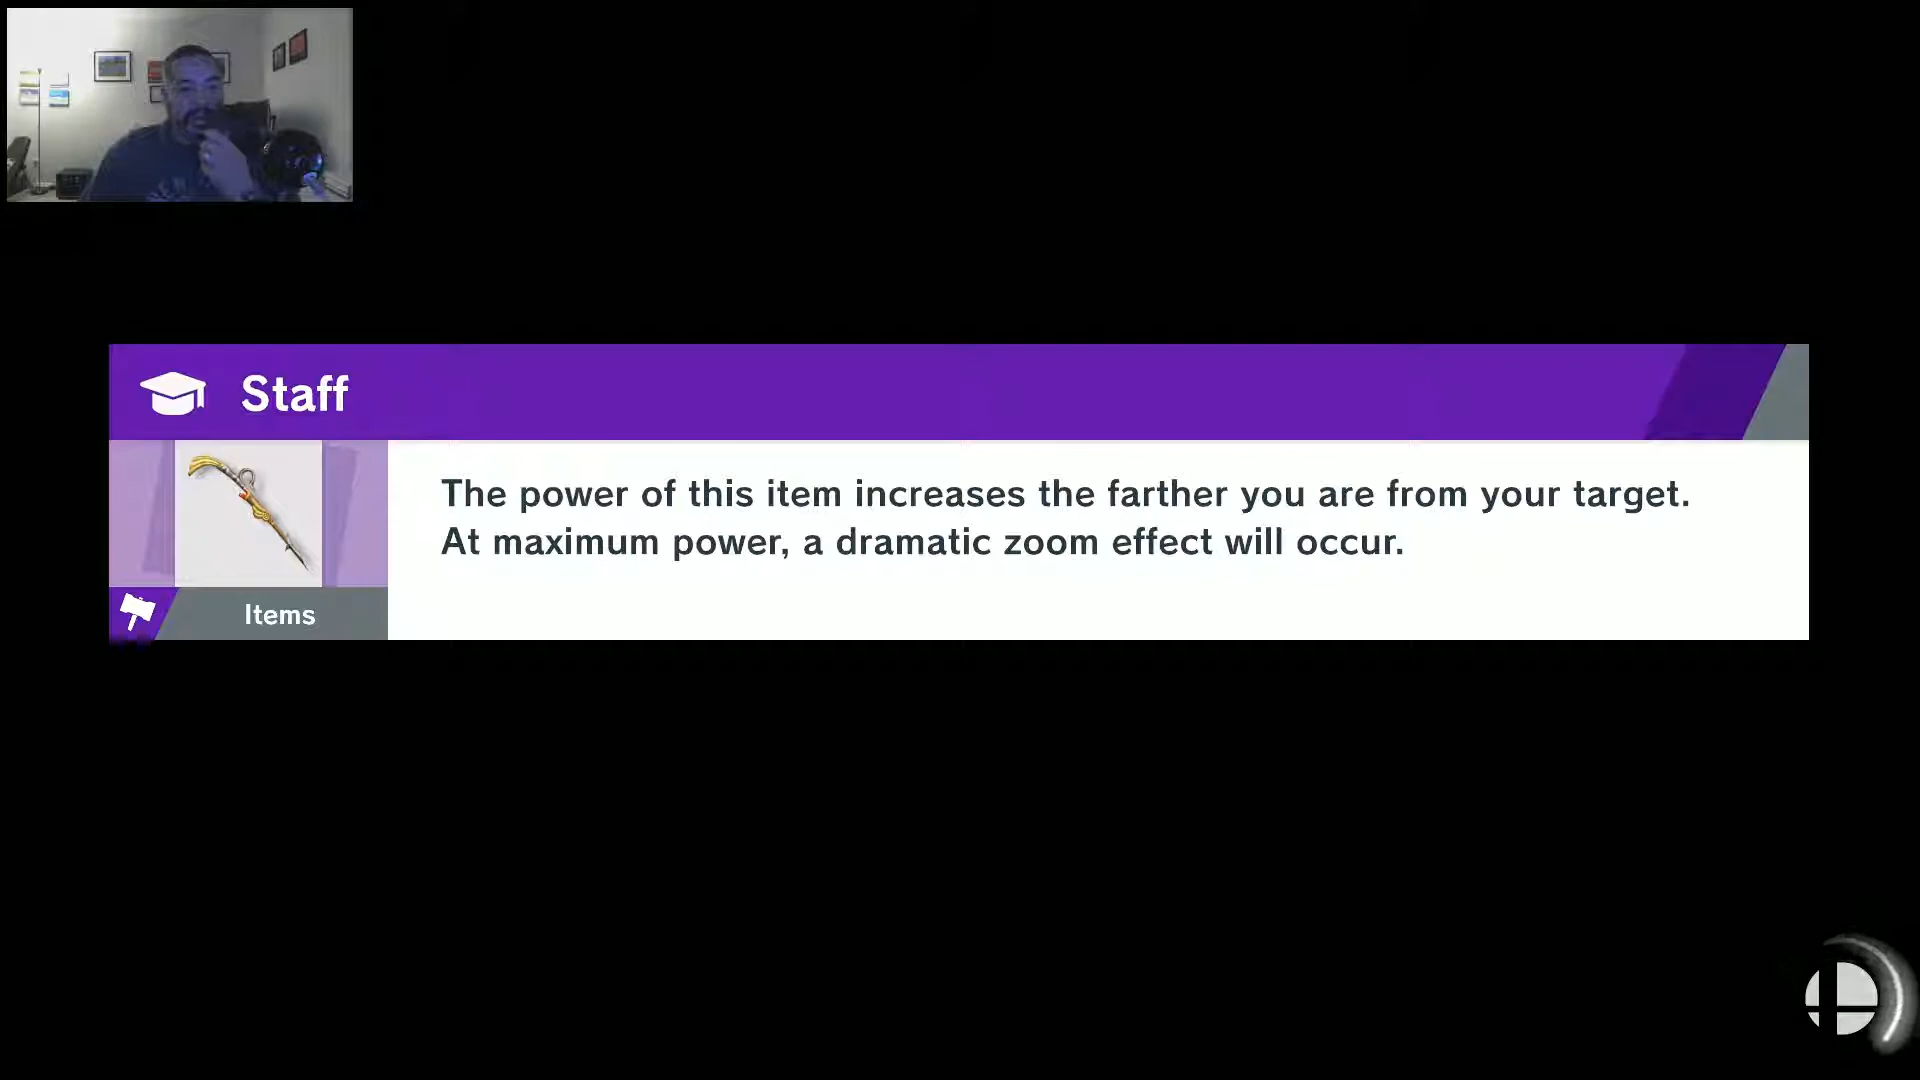 Staff
The power of this item increases the farther you are from your target.
At maximum power, a dramatic zoom effect will occur.
Items